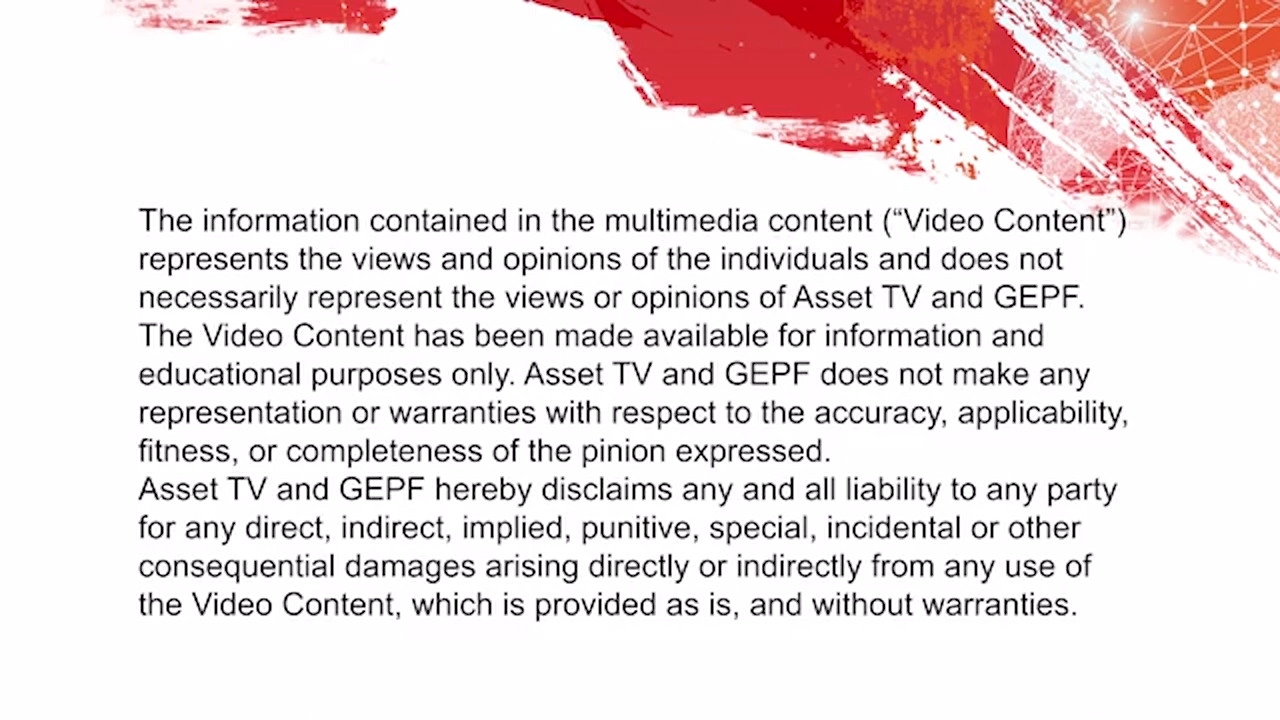 The information contained in the multimedia content (“Video Content”)
represents the views and opinions of the individuals and does not
necessarily represent the views or opinions of Asset TV and GEPF.
The Video Content has been made available for information and
educational purposes only. Asset TV and GEPF does not make any
representation or warranties with respect to the accuracy, applicability,
fitness, or completeness of the pinion expressed.
Asset TV and GEPF hereby disclaims any and all liability to any party
for any direct, indirect, implied, punitive, special, incidental or other
consequential damages arising directly or indirectly from any use of
the Video Content, which is provided as is, and without warranties.